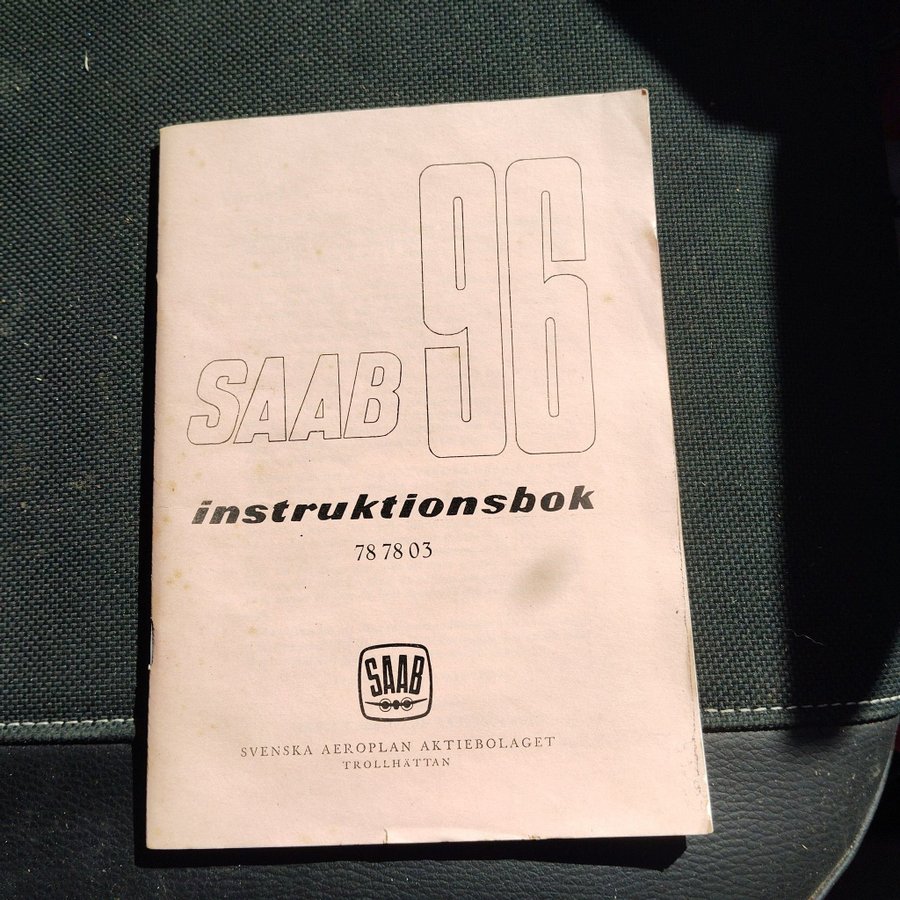 SAAB 96
instruktionsbok
78 78 03
SAAB
SVENSKA AEROPLAN AKTIEBOLAGET
TROLLHÄTTAN